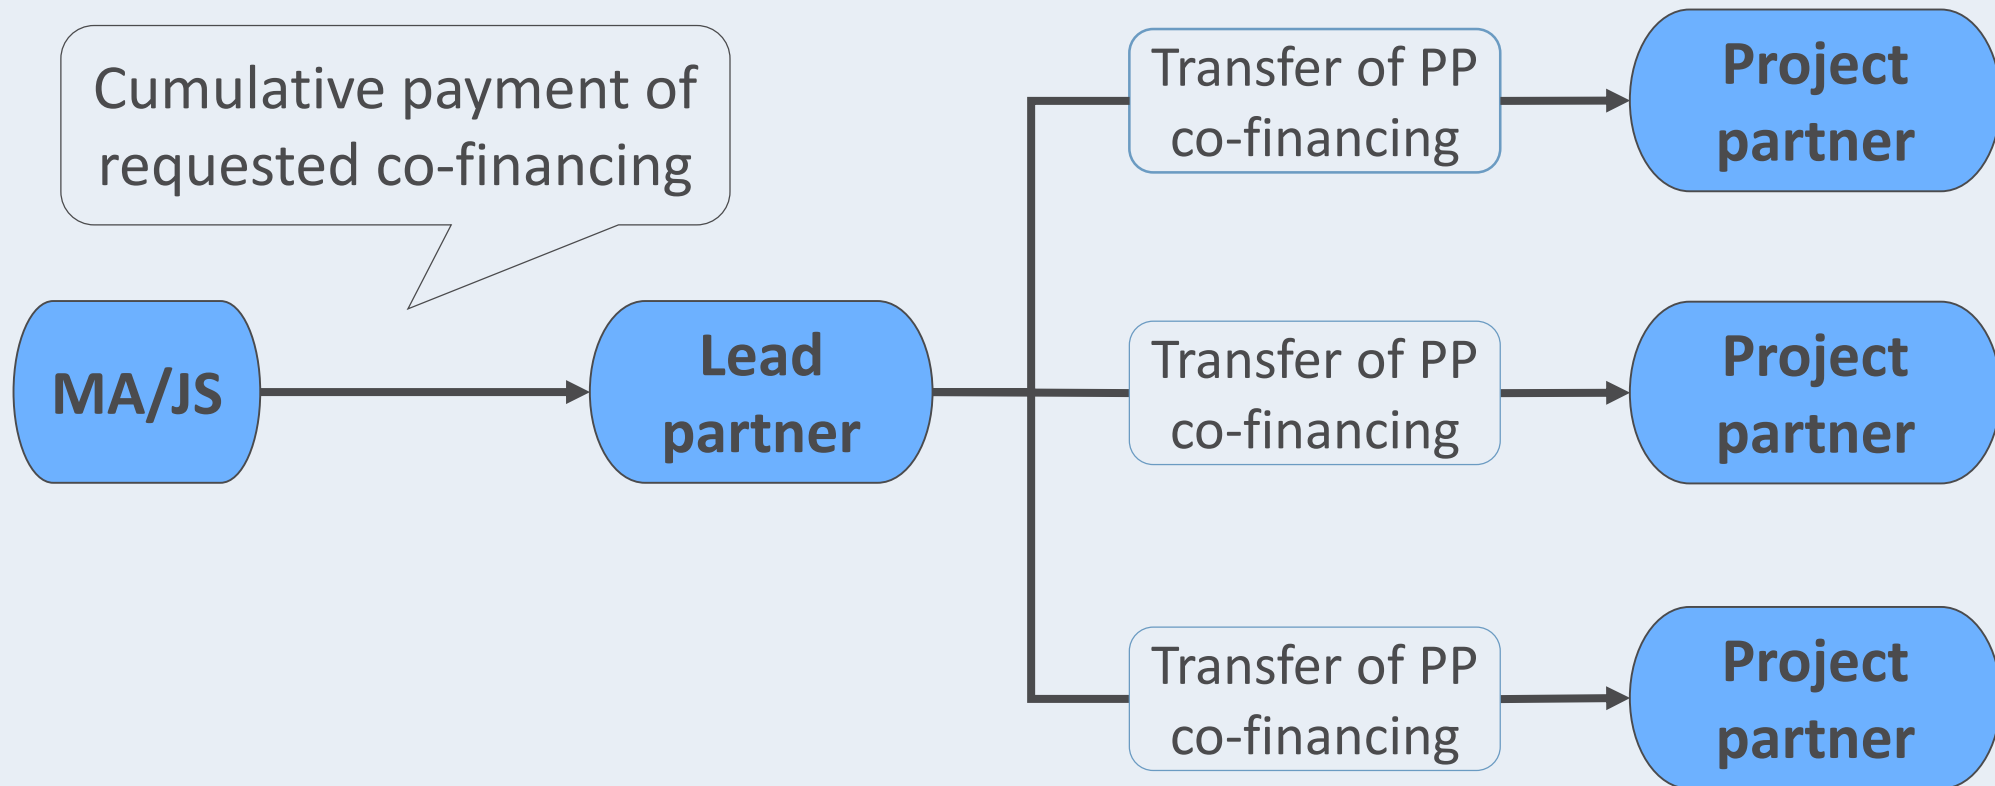 Cumulative payment of
requested co-financing
MA/JS
Lead
partner
Transfer of PP
co-financing
Project
partner
Transfer of PP
co-financing
Project
partner
Transfer of PP
co-financing
Project
partner